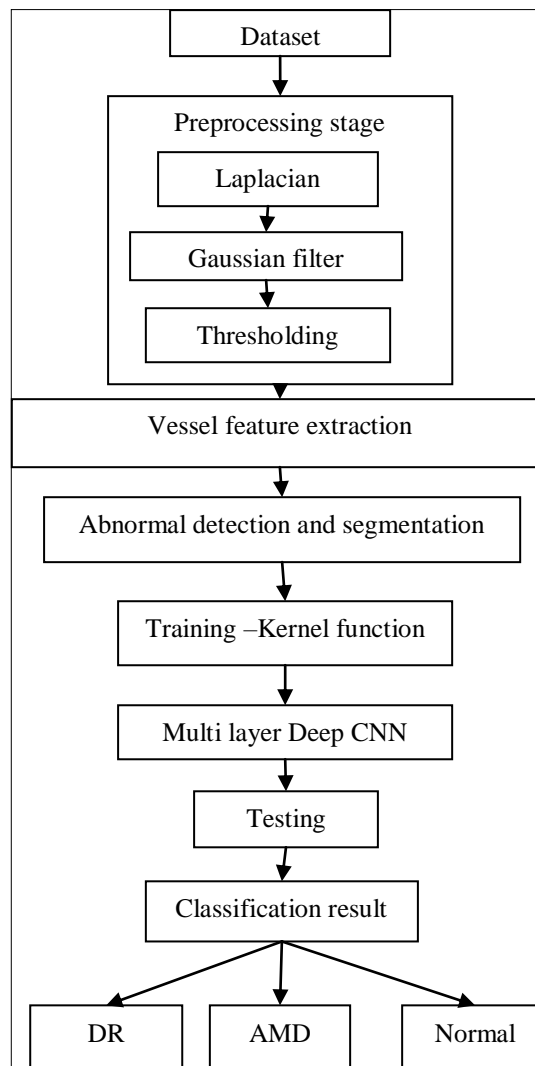 Dataset
Preprocessing stage
Laplacian
Gaussian filter
Thresholding
Vessel feature extraction
Abnormal detection and segmentation
Training –Kernel function
Multi layer Deep CNN
Testing
Classification result
DR
AMD
Normal